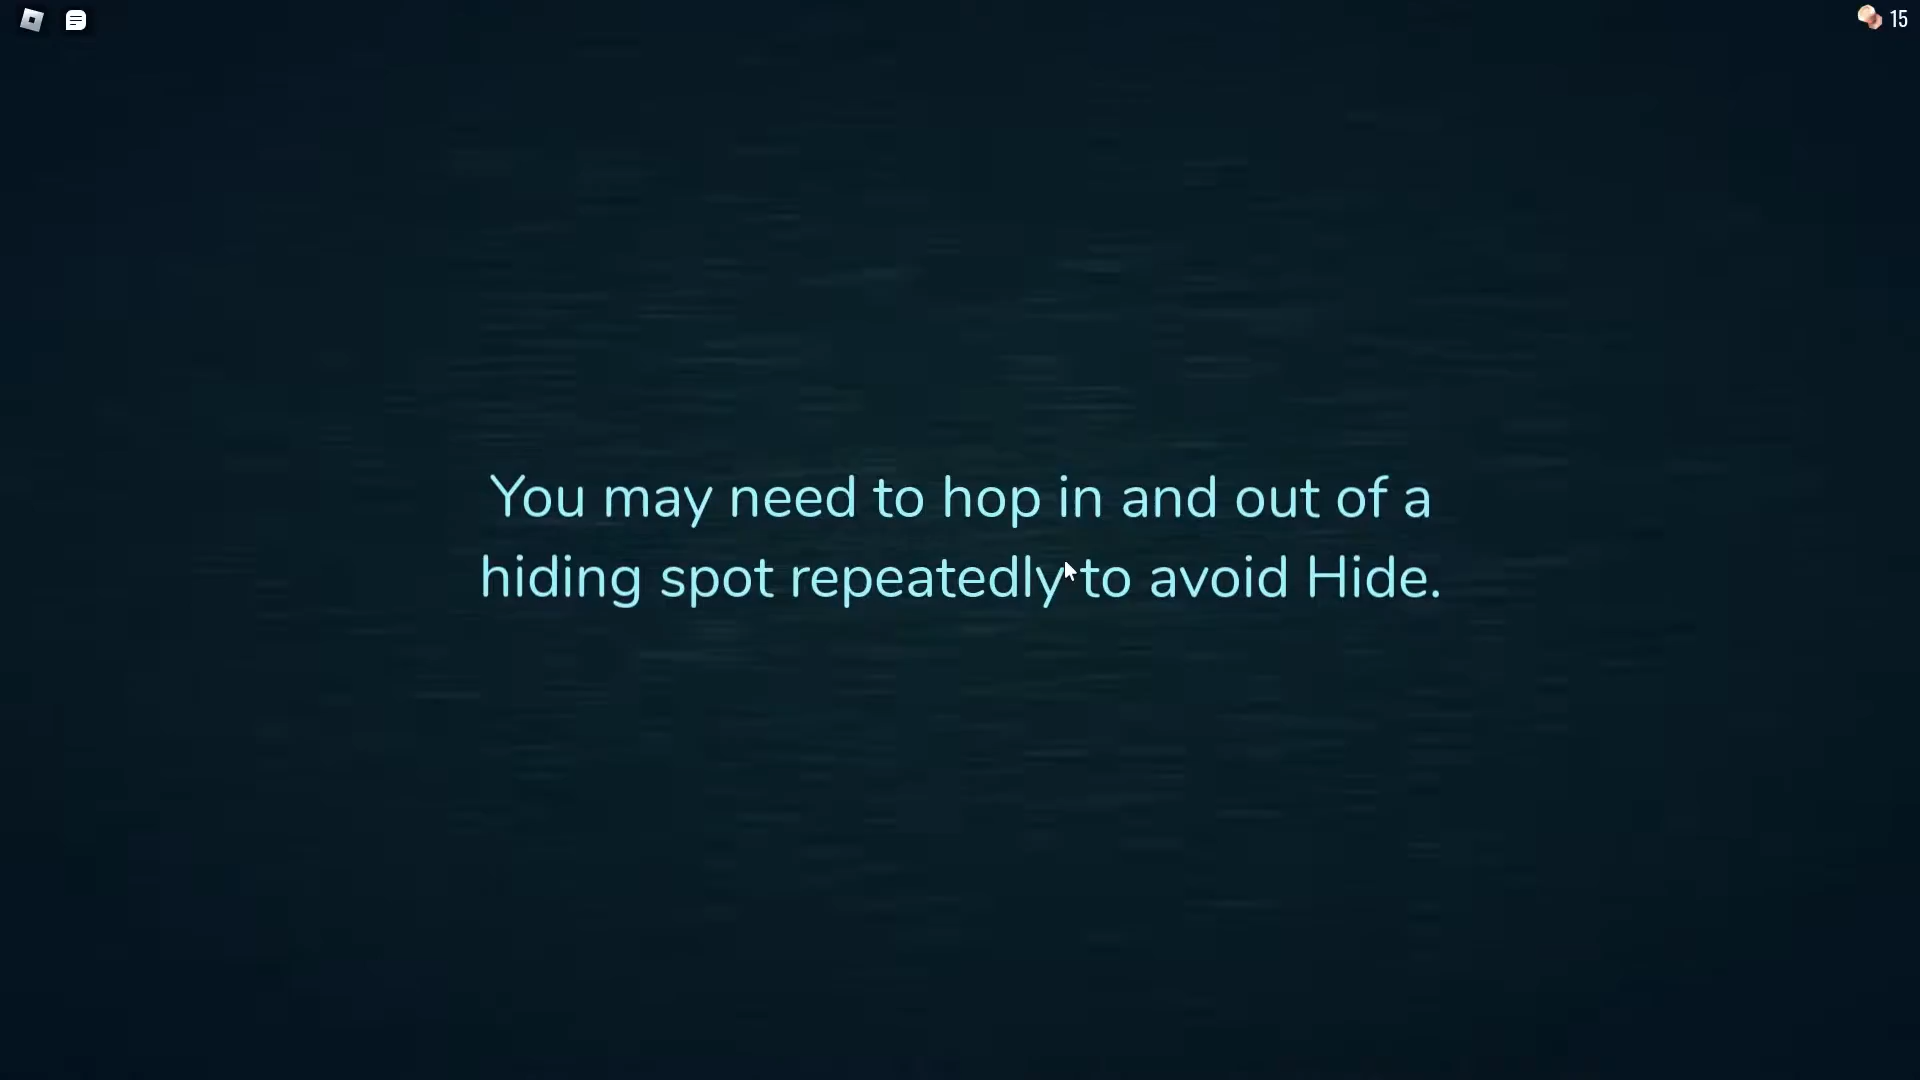 15
You may need to hop in and out of a
hiding spot repeatedly to avoid Hide.